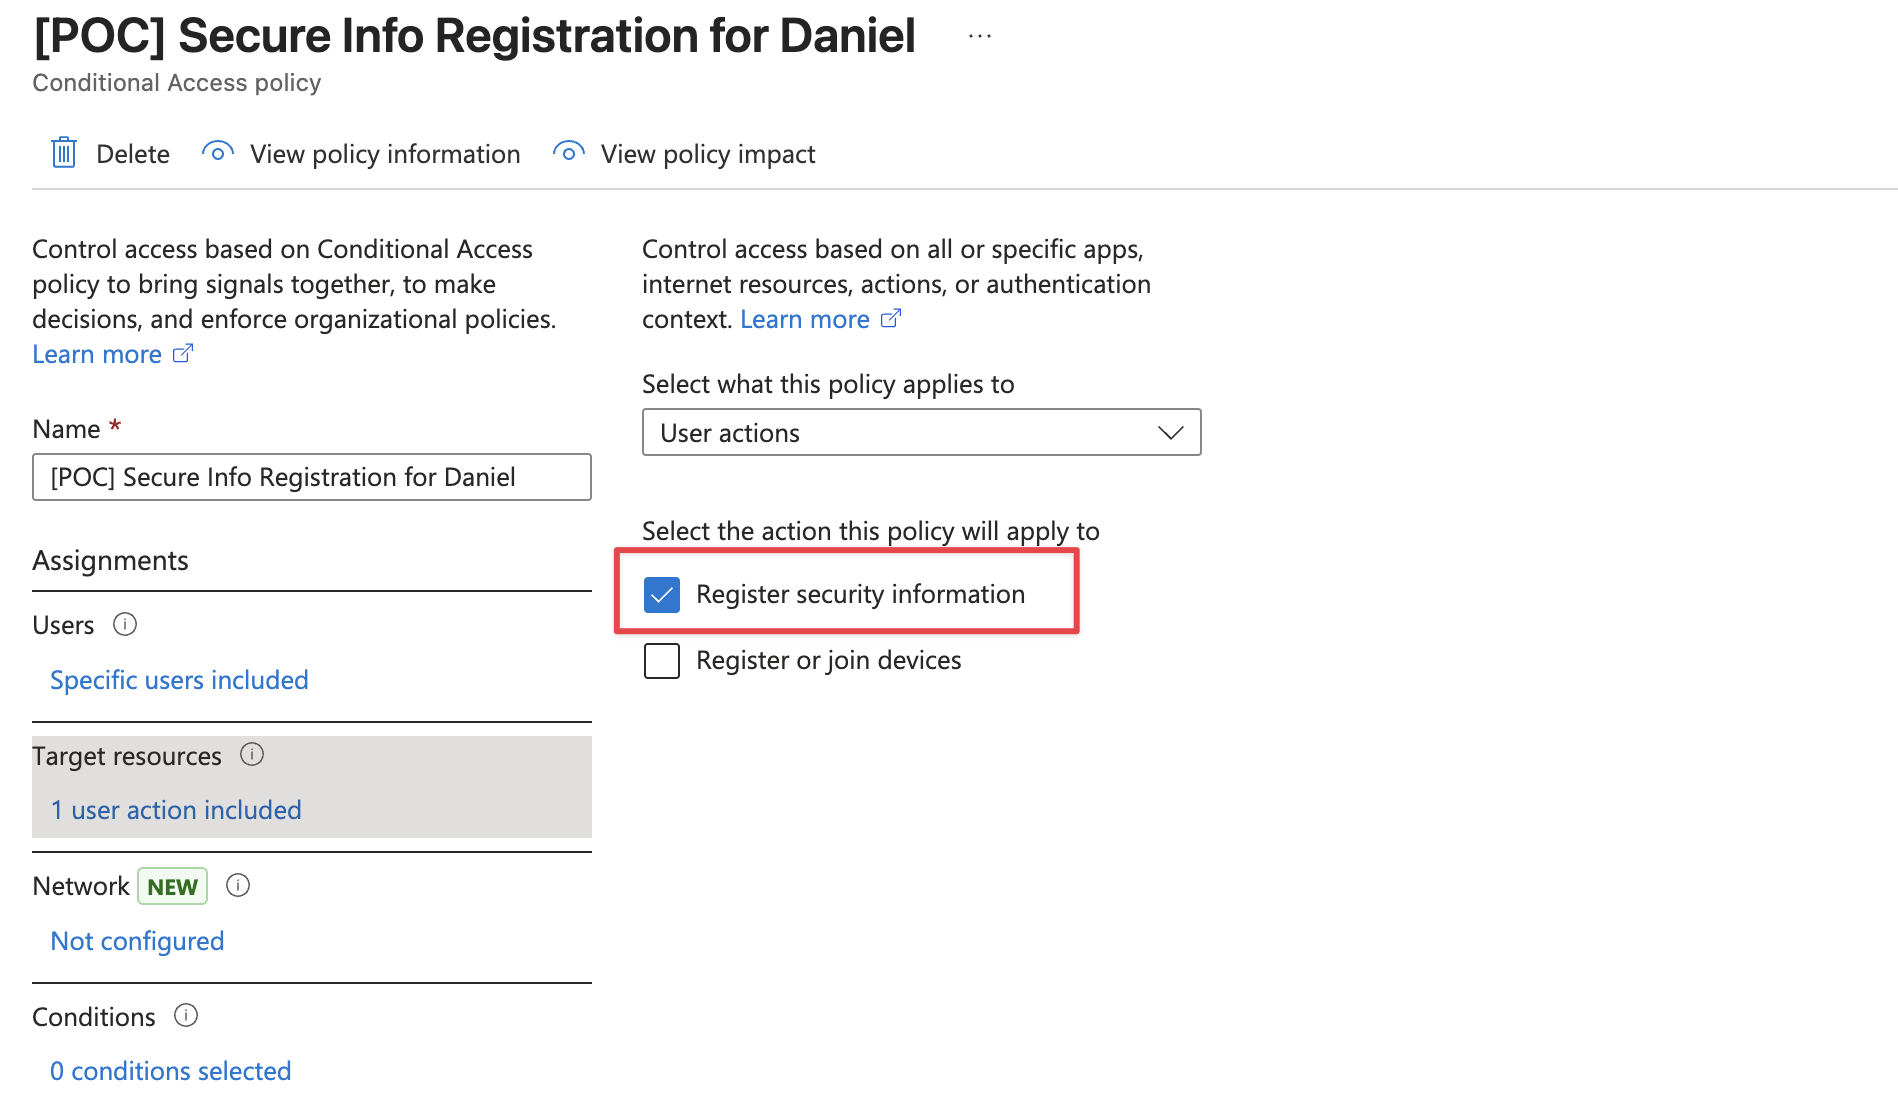 [POC] Secure Info Registration for Daniel ...
Conditional Access policy
Delete View policy information View policy impact
Control access based on Conditional Access
policy to bring signals together, to make
decisions, and enforce organizational policies.
Learn more
Name *
[POC] Secure Info Registration for Daniel
Assignments
Users
Specific users included
Target resources
1 user action included
Network NEW
Not configured
Conditions
0 conditions selected
Control access based on all or specific apps,
internet resources, actions, or authentication
context. Learn more
Select what this policy applies to
User actions
Select the action this policy will apply to
Register security information
Register or join devices